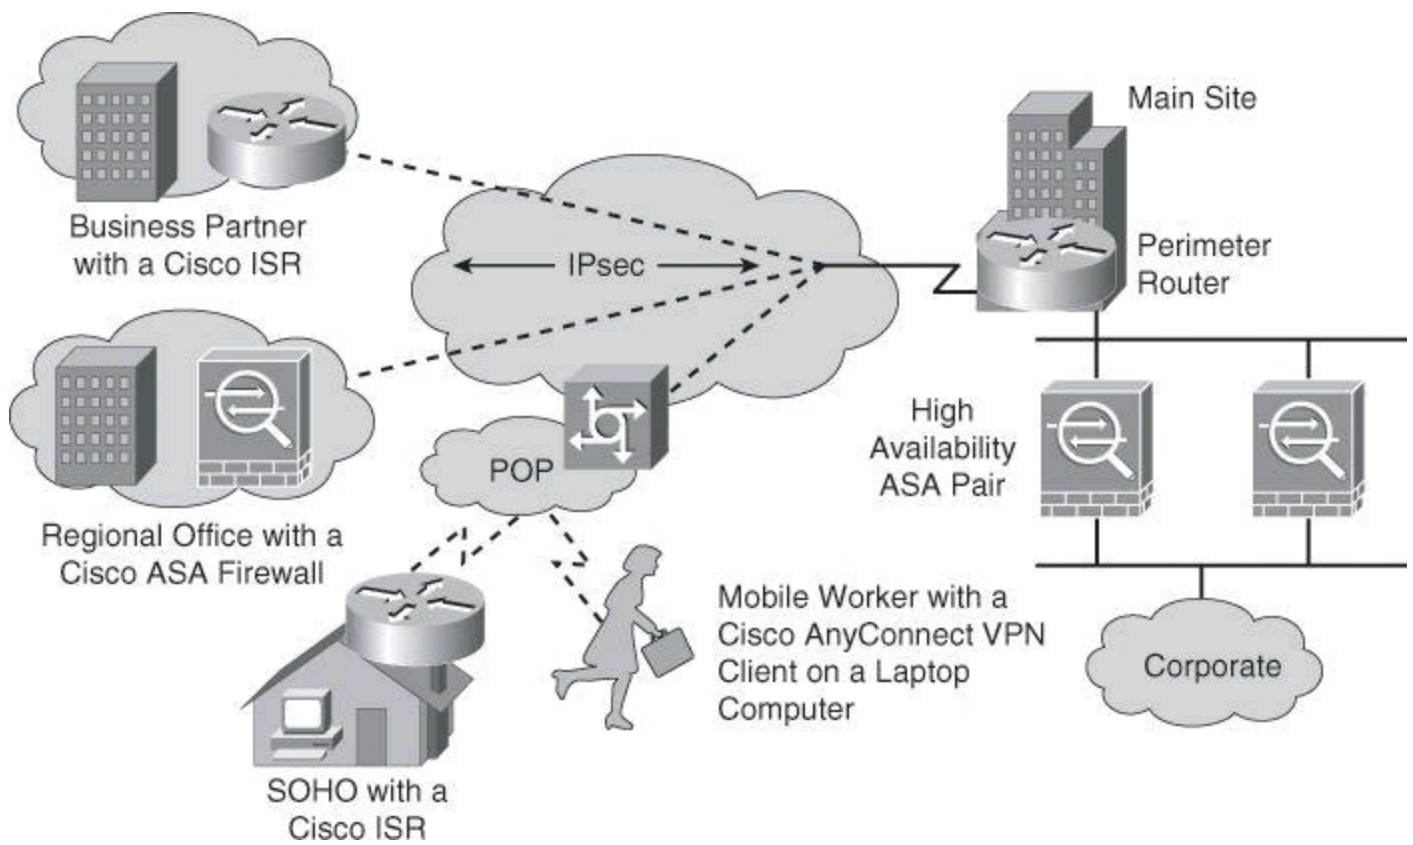 Main Site
Business Partner
with a Cisco ISR
IPsec
Perimeter
Router
High
Availability
ASA Pair
POP
Regional Office with a
Cisco ASA Firewall
Mobile Worker with a
Cisco AnyConnect VPN
Client on a Laptop
Computer
Corporate
SOHO with a
Cisco ISR